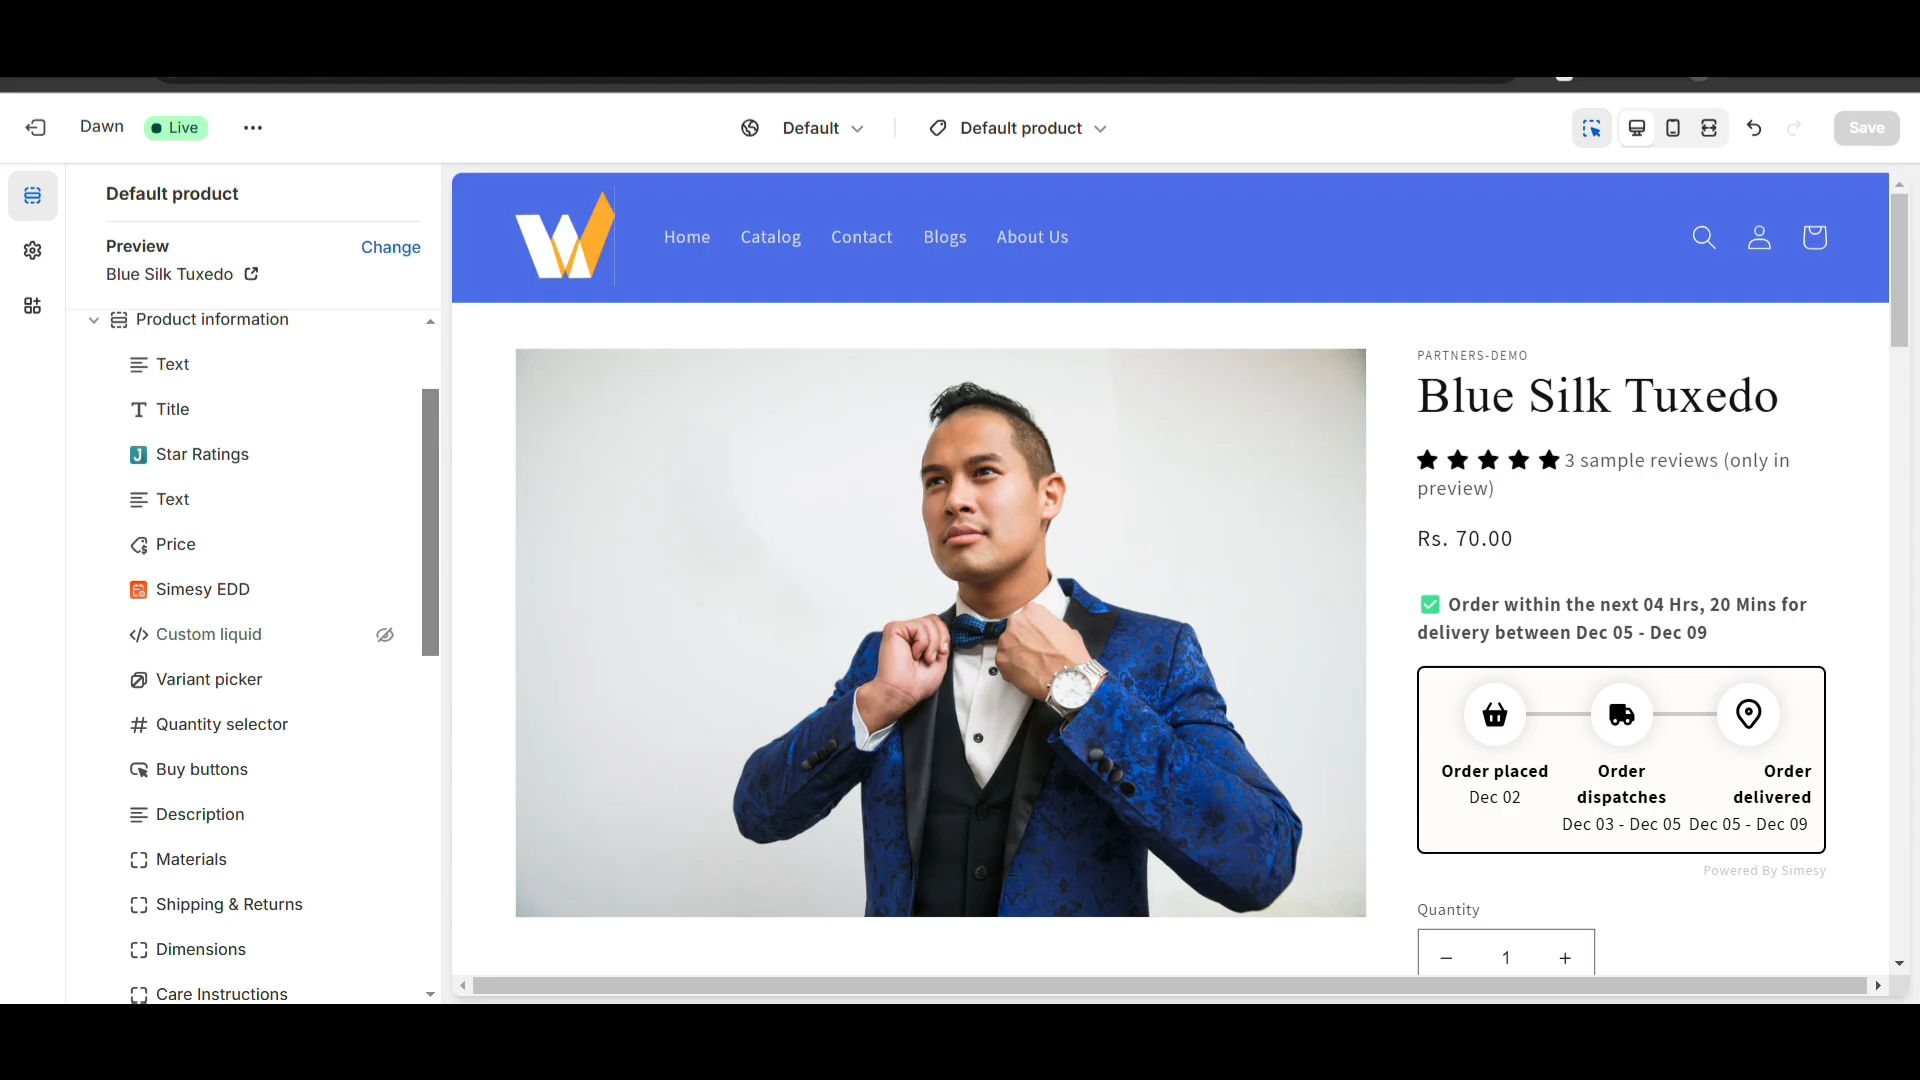 Dawn
Live
Default
Default product
Save
Default product
Preview
Change
Blue Silk Tuxedo
Product information
Text
Title
Star Ratings
Text
Price
Simesy EDD
Custom liquid
Variant picker
Quantity selector
Buy buttons
Description
Materials
Shipping & Returns
Dimensions
Care Instructions
Home Catalog Contact Blogs About Us
PARTNERS-DEMO
Blue Silk Tuxedo
3 sample reviews (only in
preview)
Rs. 70.00
Order within the next 04 Hrs, 20 Mins for
delivery between Dec 05 - Dec 09
Order placed
Dec 02
Order
dispatches
Dec 03 - Dec 05
Order
delivered
Dec 05 - Dec 09
Powered By Simesy
Quantity
1